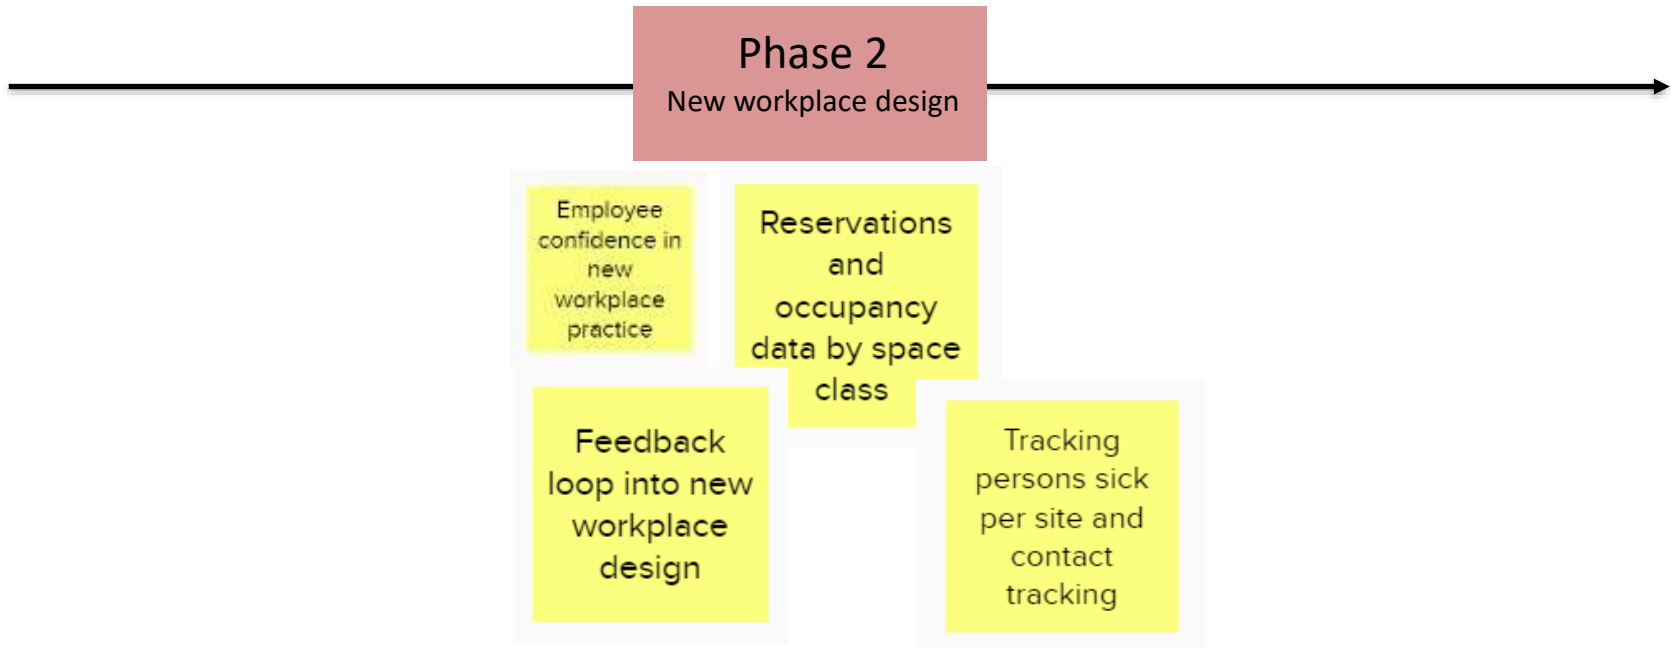 Phase 2
New workplace design
Employee
confidence in
new
workplace
practice
Reservations
and
occupancy
data by space
class
Feedback
loop into new
workplace
design
Tracking
persons sick
per site and
contact
tracking